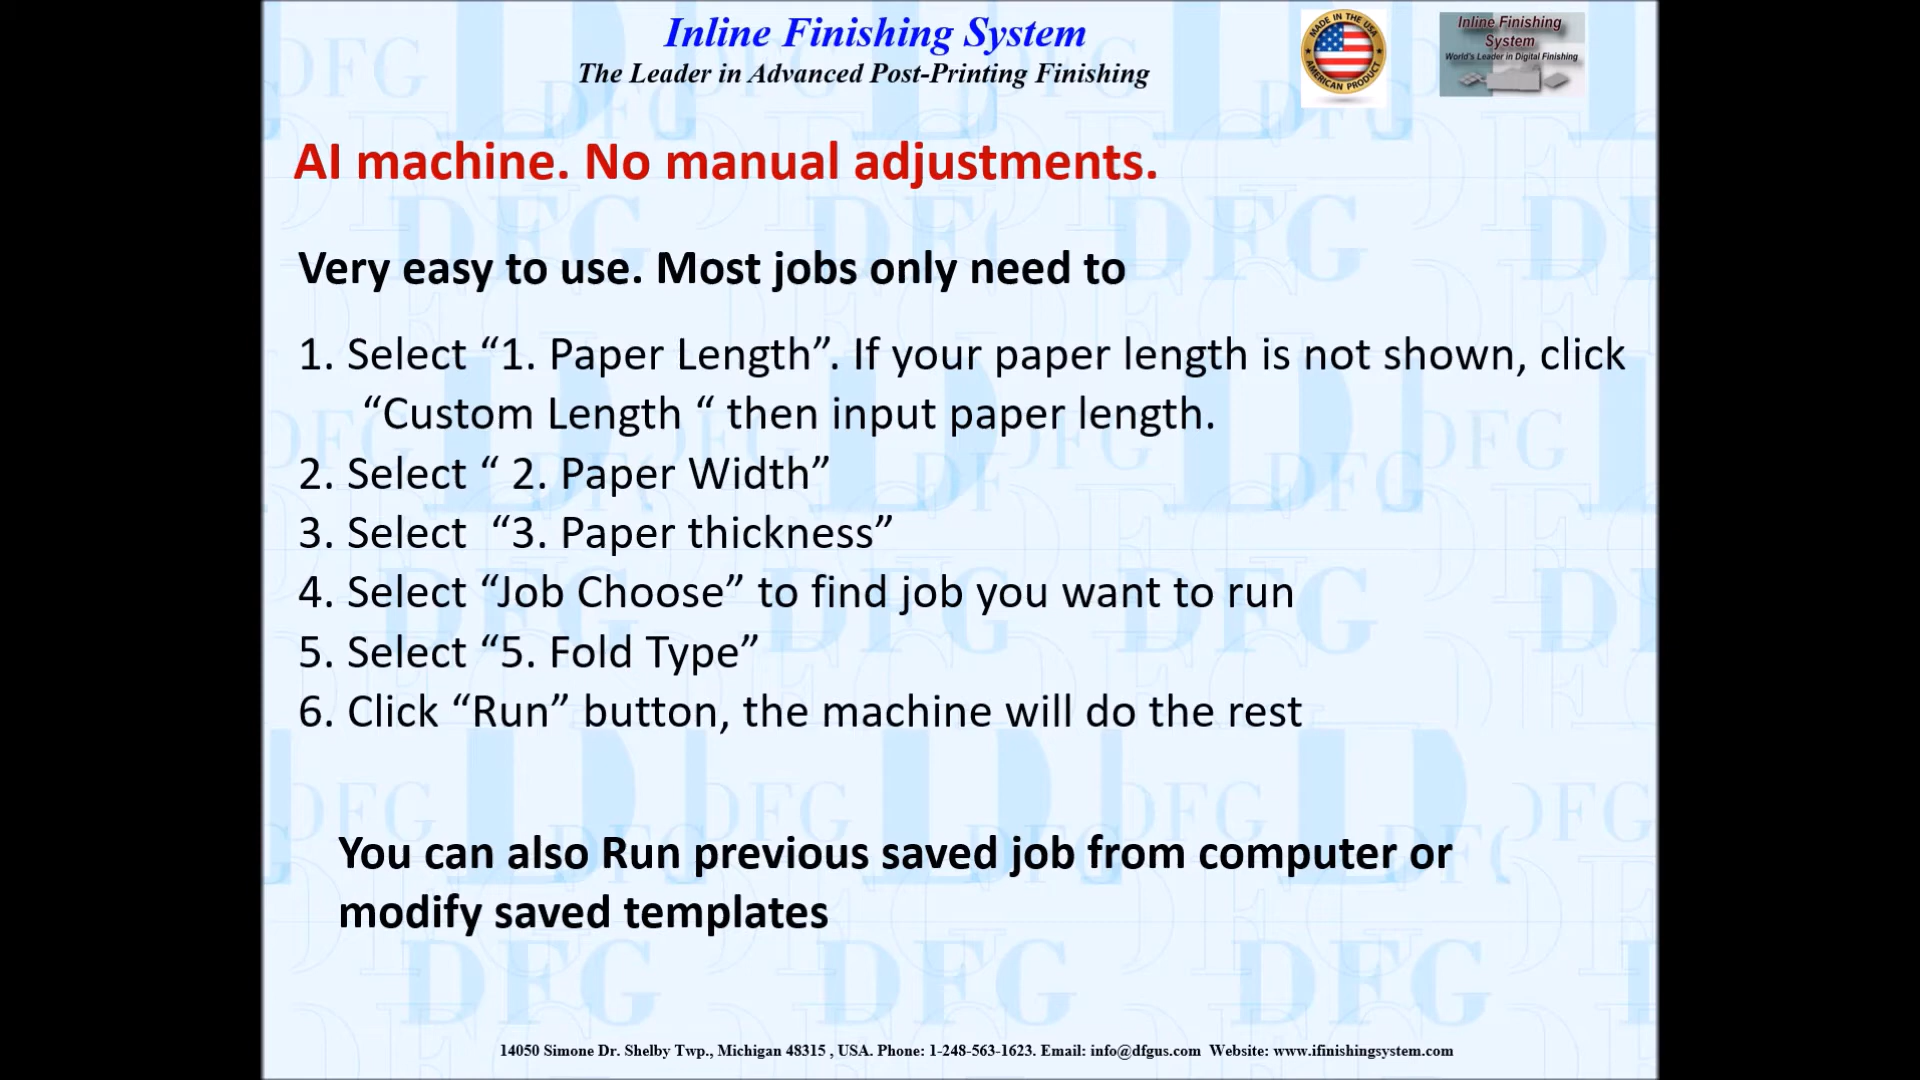 Inline Finishing System
The Leader in Advanced Post-Printing Finishing
MADE IN THE USA
AMERICAN PRODUCT
Inline Finishing
System
World's Leader in Digital Finishing
AI machine. No manual adjustments.
Very easy to use. Most jobs only need to
1. Select “1. Paper Length”. If your paper length is not shown, click
“Custom Length “ then input paper length.
2. Select “ 2. Paper Width”
3. Select  “3. Paper thickness”
4. Select “Job Choose” to find job you want to run
5. Select “5. Fold Type”
6. Click “Run” button, the machine will do the rest
You can also Run previous saved job from computer or
modify saved templates
14050 Simone Dr. Shelby Twp., Michigan 48315 , USA. Phone: 1-248-563-1623. Email: info@dfgus.com  Website: www.ifinishingsystem.com
DFG